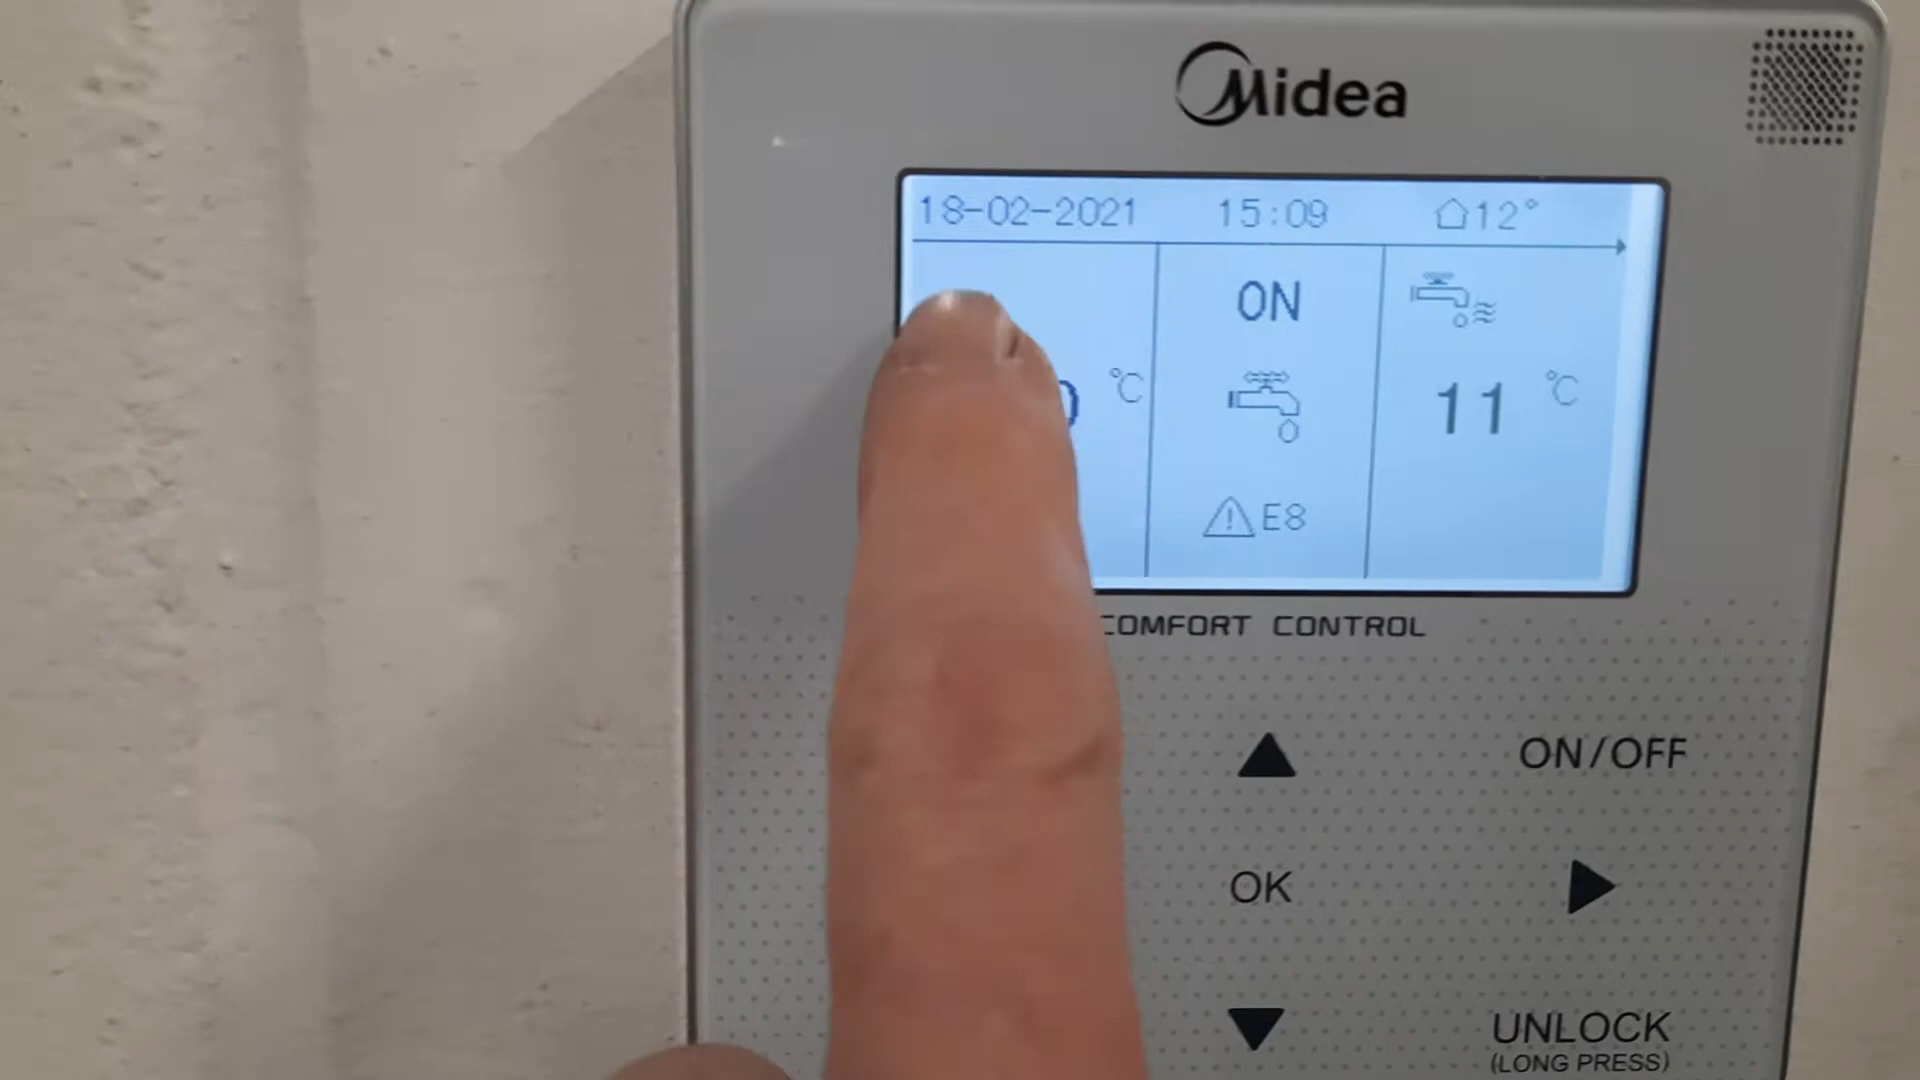 Midea
18-02-2021 15:09 12°
ON
°C 11 °C
E8
COMFORT CONTROL
ON/OFF
OK
UNLOCK
(LONG PRESS)